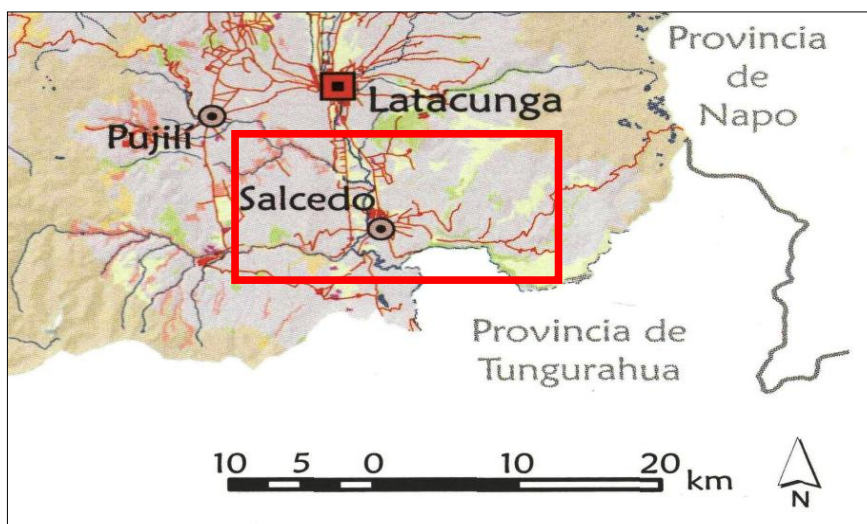 Provincia
de
Napo
Latacunga
Pujilí
Salcedo
Provincia de
Tungurahua
10 5 0 10 20 km
N